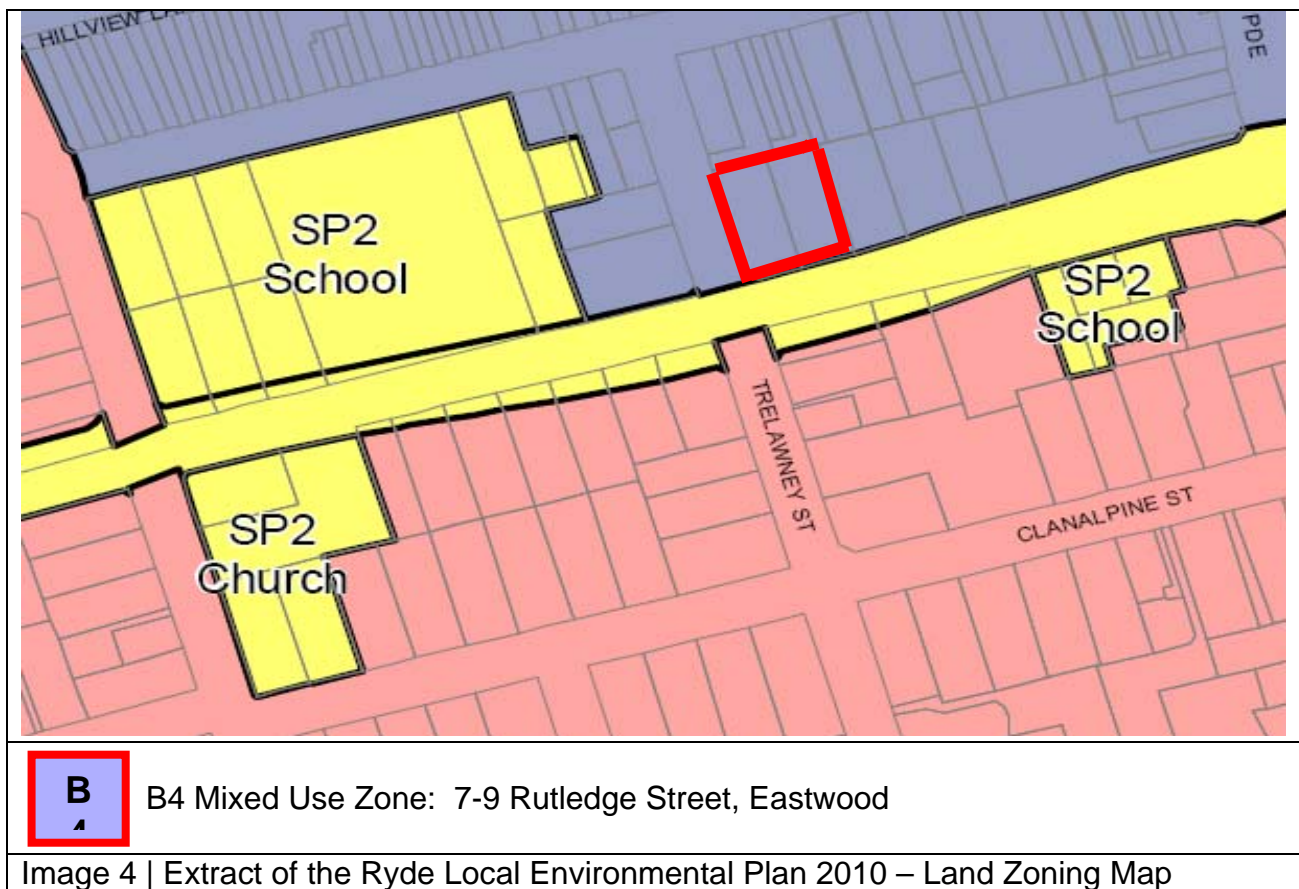 HILLVIEW
PDE
SP2
School
SP2
School
TRELAWNEY ST
CLANALPINE ST
SP2
Church
B
B4 Mixed Use Zone: 7-9 Rutledge Street, Eastwood
Image 4 | Extract of the Ryde Local Environmental Plan 2010 – Land Zoning Map